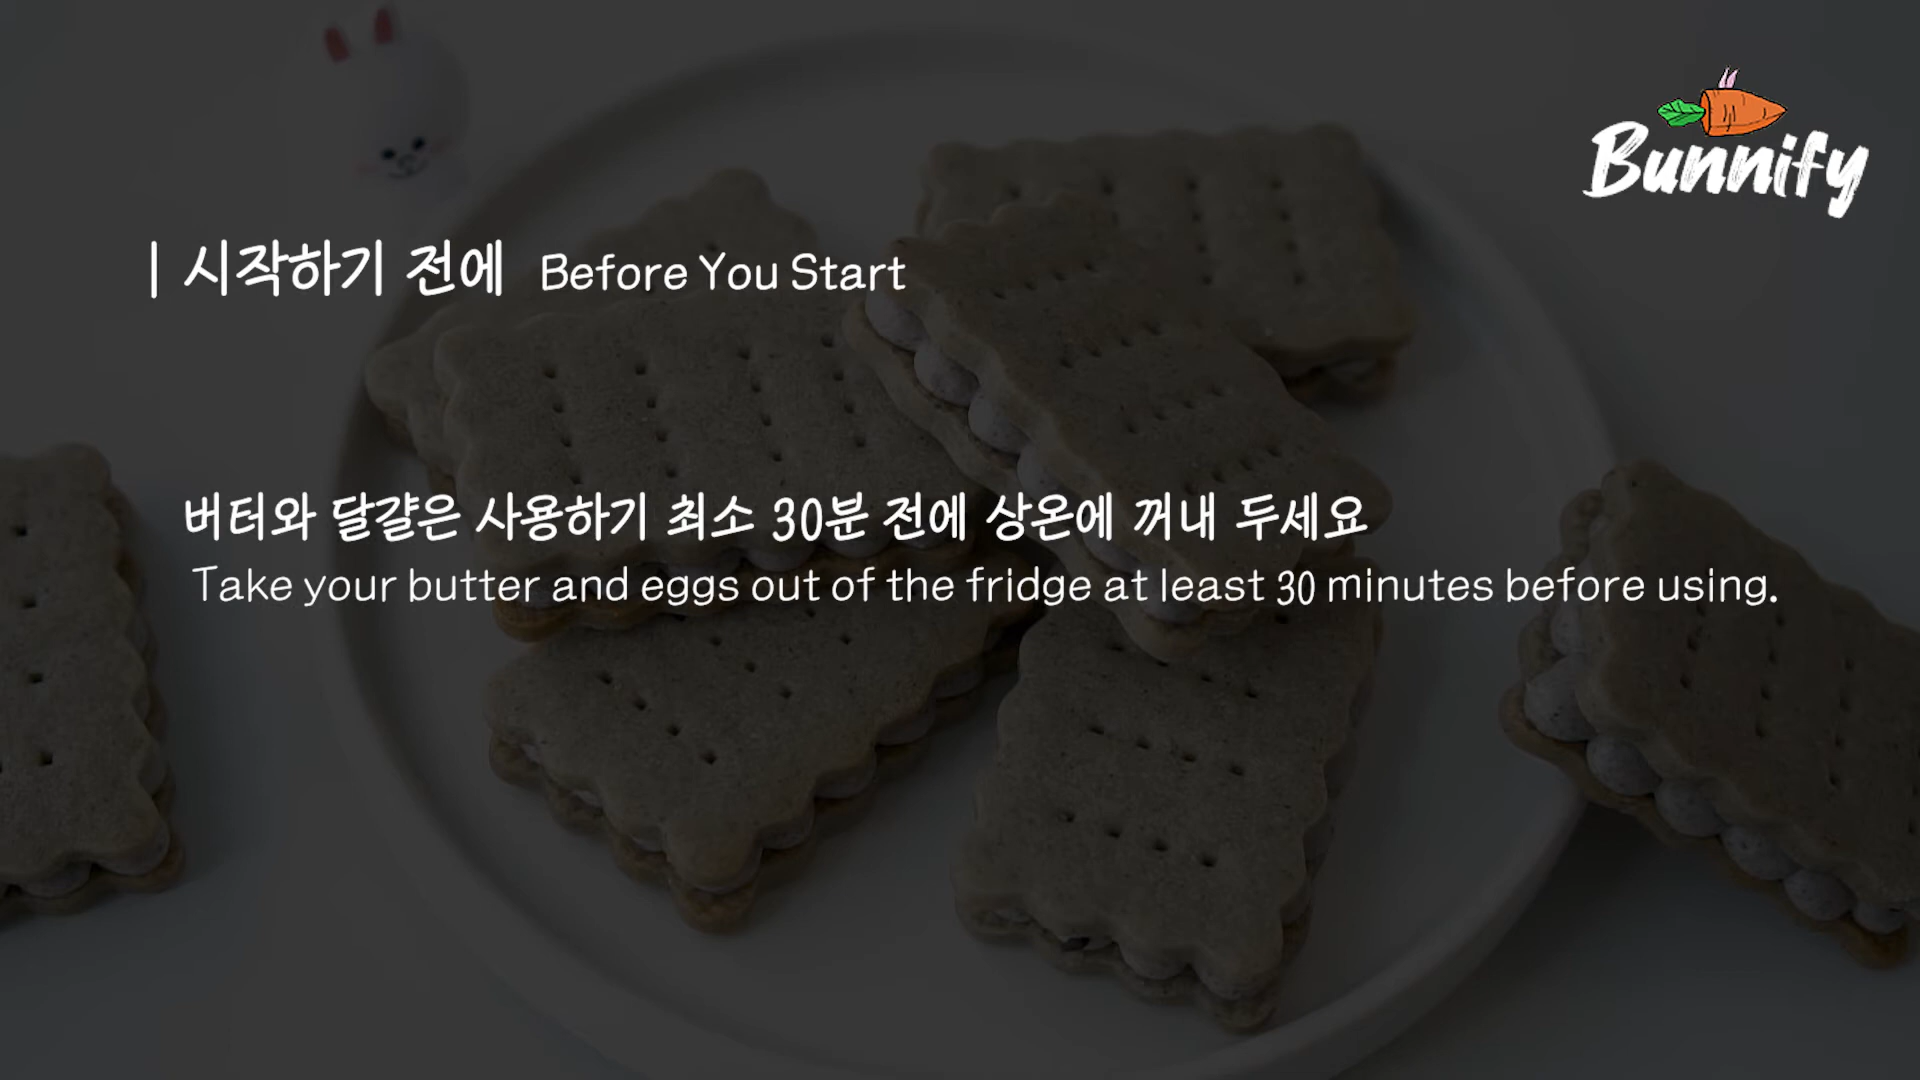 Bunnify
| 시작하기 전에 Before You Start
버터와 달걀은 사용하기 최소 30분 전에 상온에 꺼내 두세요
Take your butter and eggs out of the fridge at least 30 minutes before using.